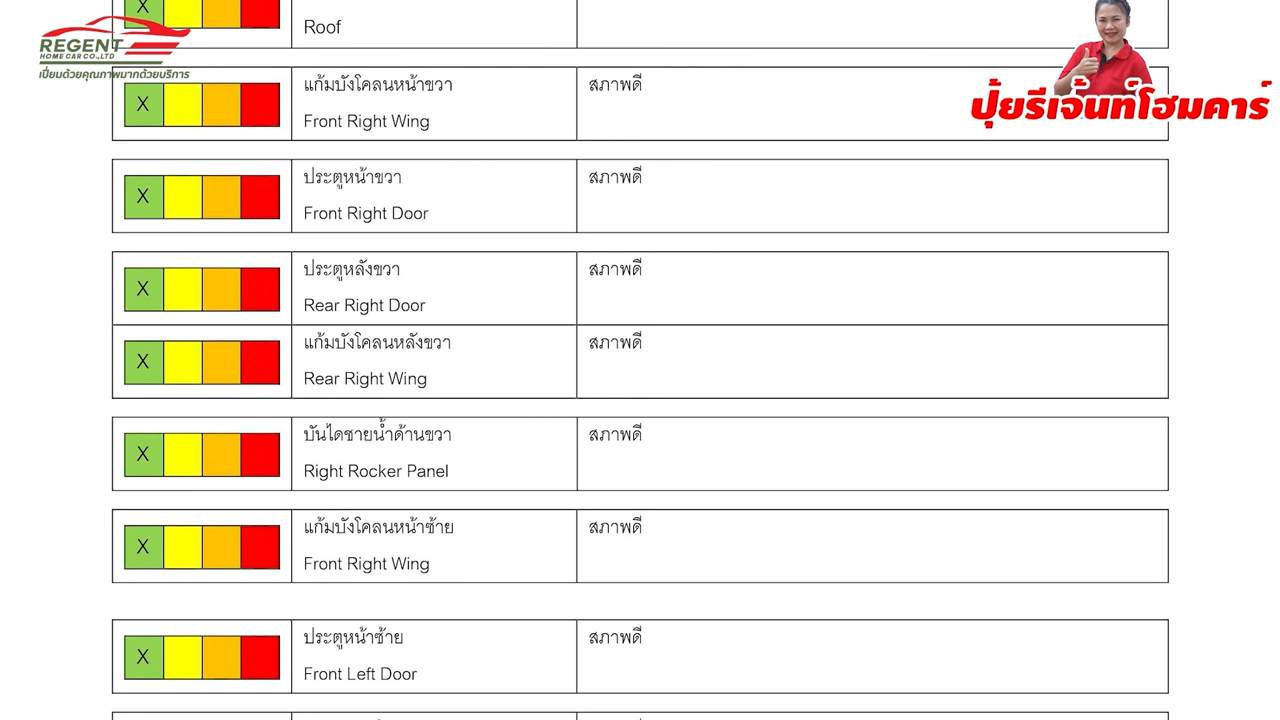 X
Roof
REGENT
HOME CAR CO.,LTD
เปี่ยมด้วยคุณภาพมากด้วยบริการ
ปุ้ยรีเจ้นท์โฮมคาร์
X
แก้มบังโคลนหน้าขวา
สภาพดี
Front Right Wing
X
ประตูหน้าขวา
สภาพดี
Front Right Door
X
ประตูหลังขวา
สภาพดี
Rear Right Door
X
แก้มบังโคลนหลังขวา
สภาพดี
Rear Right Wing
X
บันไดชายน้ำด้านขวา
สภาพดี
Right Rocker Panel
X
แก้มบังโคลนหน้าซ้าย
สภาพดี
Front Right Wing
X
ประตูหน้าซ้าย
สภาพดี
Front Left Door